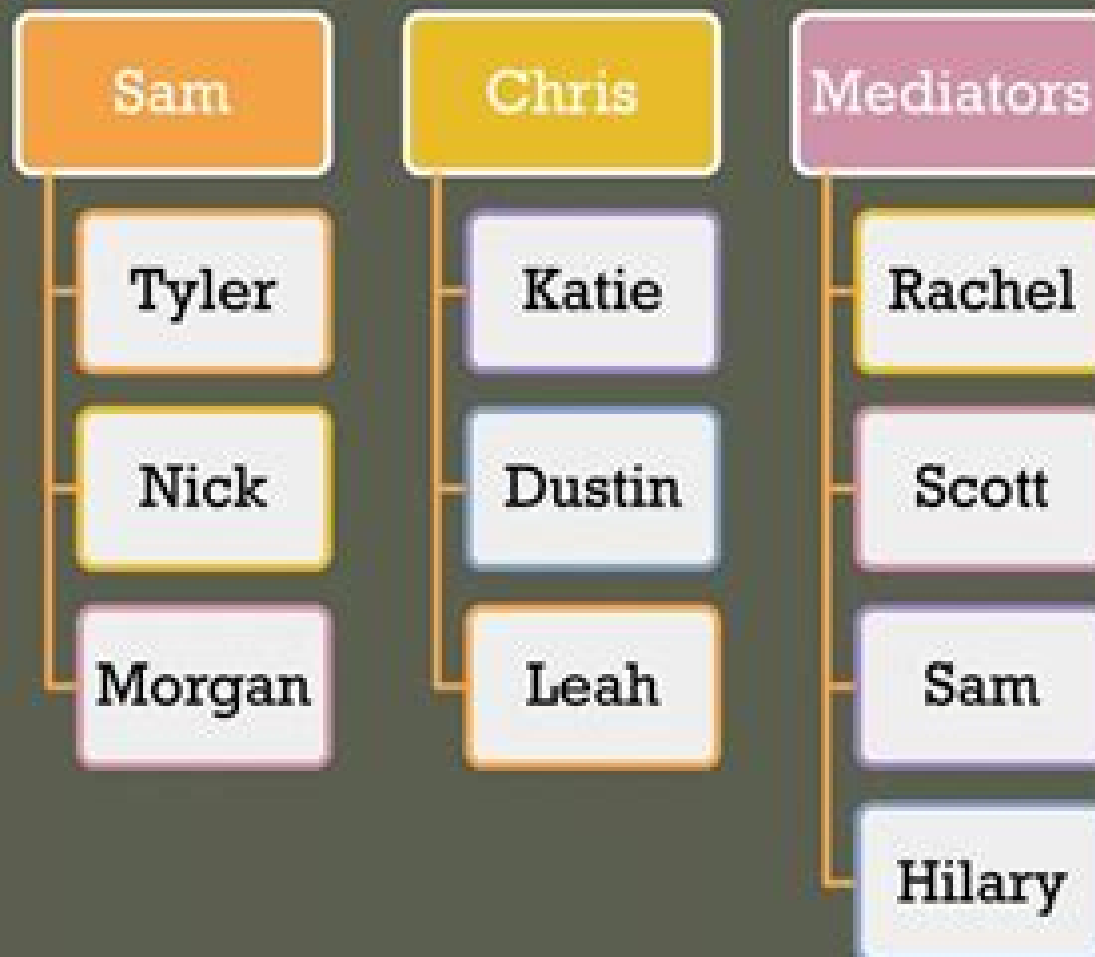 Sam
Tyler
Nick
Morgan
Chris
Katie
Dustin
Leah
Mediators
Rachel
Scott
Sam
Hilary